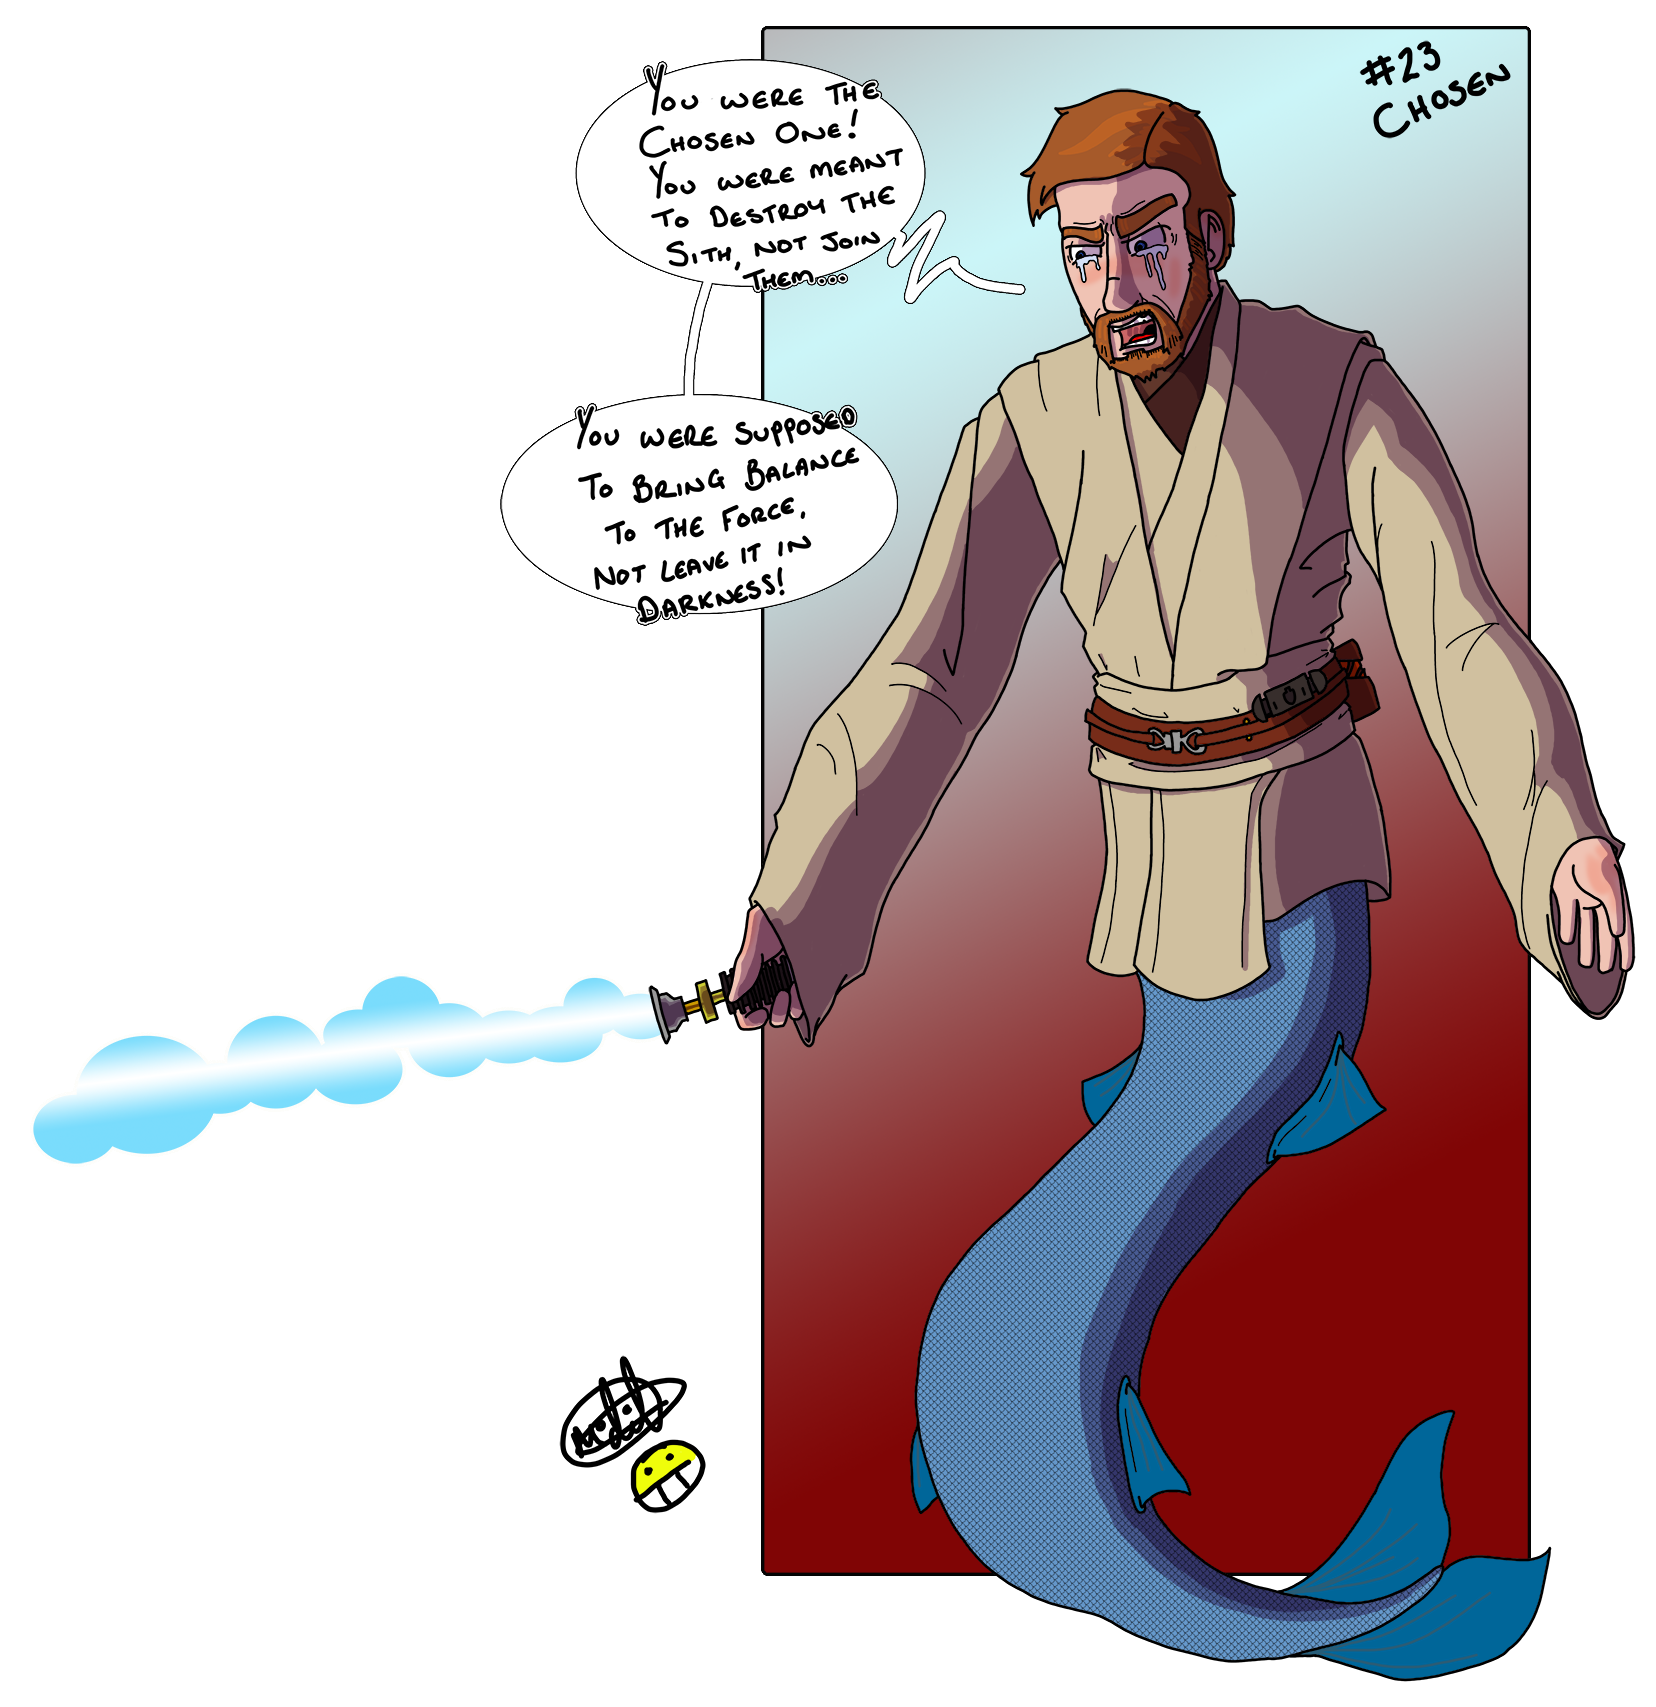 #23
CHOSEN
YOU WERE THE
CHOSEN ONE!
YOU WERE MEANT
TO DESTROY THE
SITH, NOT JOIN
THEM...
YOU WERE SUPPOSED
TO BRING BALANCE
TO THE FORCE,
NOT LEAVE IT IN
DARKNESS!